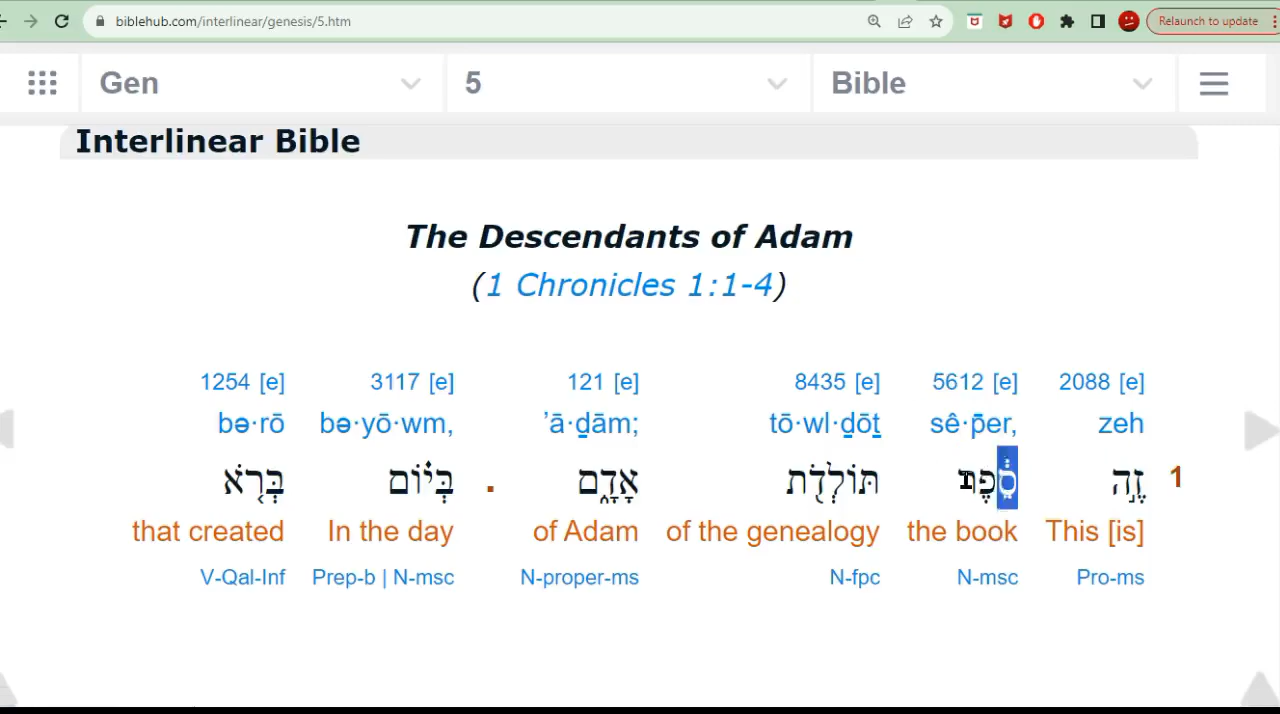 biblehub.com/interlinear/genesis/5.htm Relaunch to update
Gen 5 Bible
Interlinear Bible
The Descendants of Adam
(1 Chronicles 1:1-4)
1254 [e] 3117 [e] 121 [e] 8435 [e] 5612 [e] 2088 [e]
bə·rō bə·yō·wm, ’ā·ḏām; tō·wl·ḏōṯ sê·p̄er, zeh
1 זֶ֣ה סֵ֔פֶר תּוֹלְדֹ֖ת אָדָ֑ם . בְּי֗וֹם בְּרֹ֤א
that created In the day of Adam of the genealogy the book This [is]
V-Qal-Inf Prep-b | N-msc N-proper-ms N-fpc N-msc Pro-ms